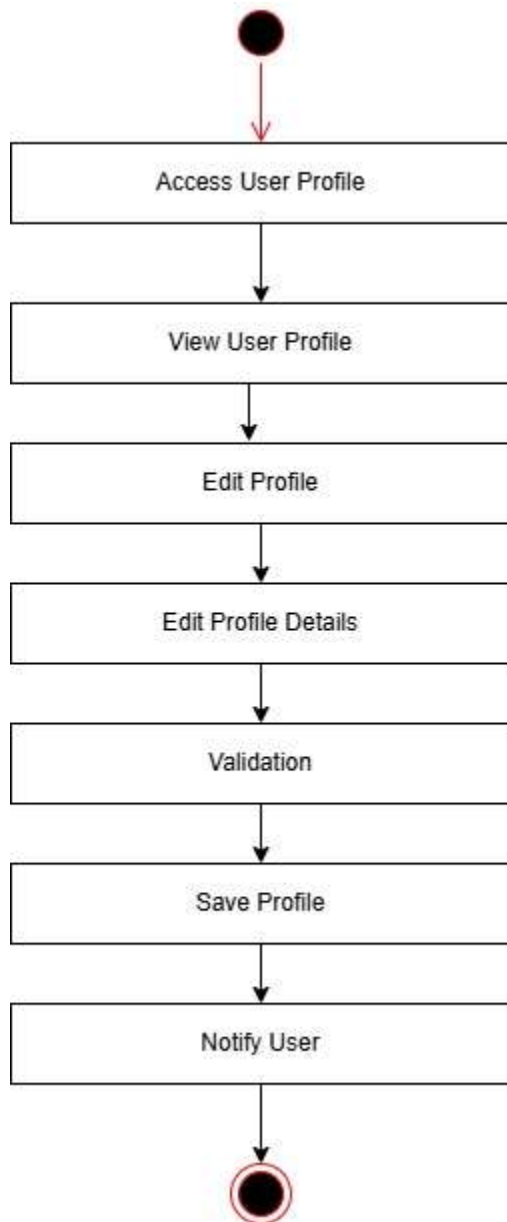 Access User Profile
View User Profile
Edit Profile
Edit Profile Details
Validation
Save Profile
Notify User